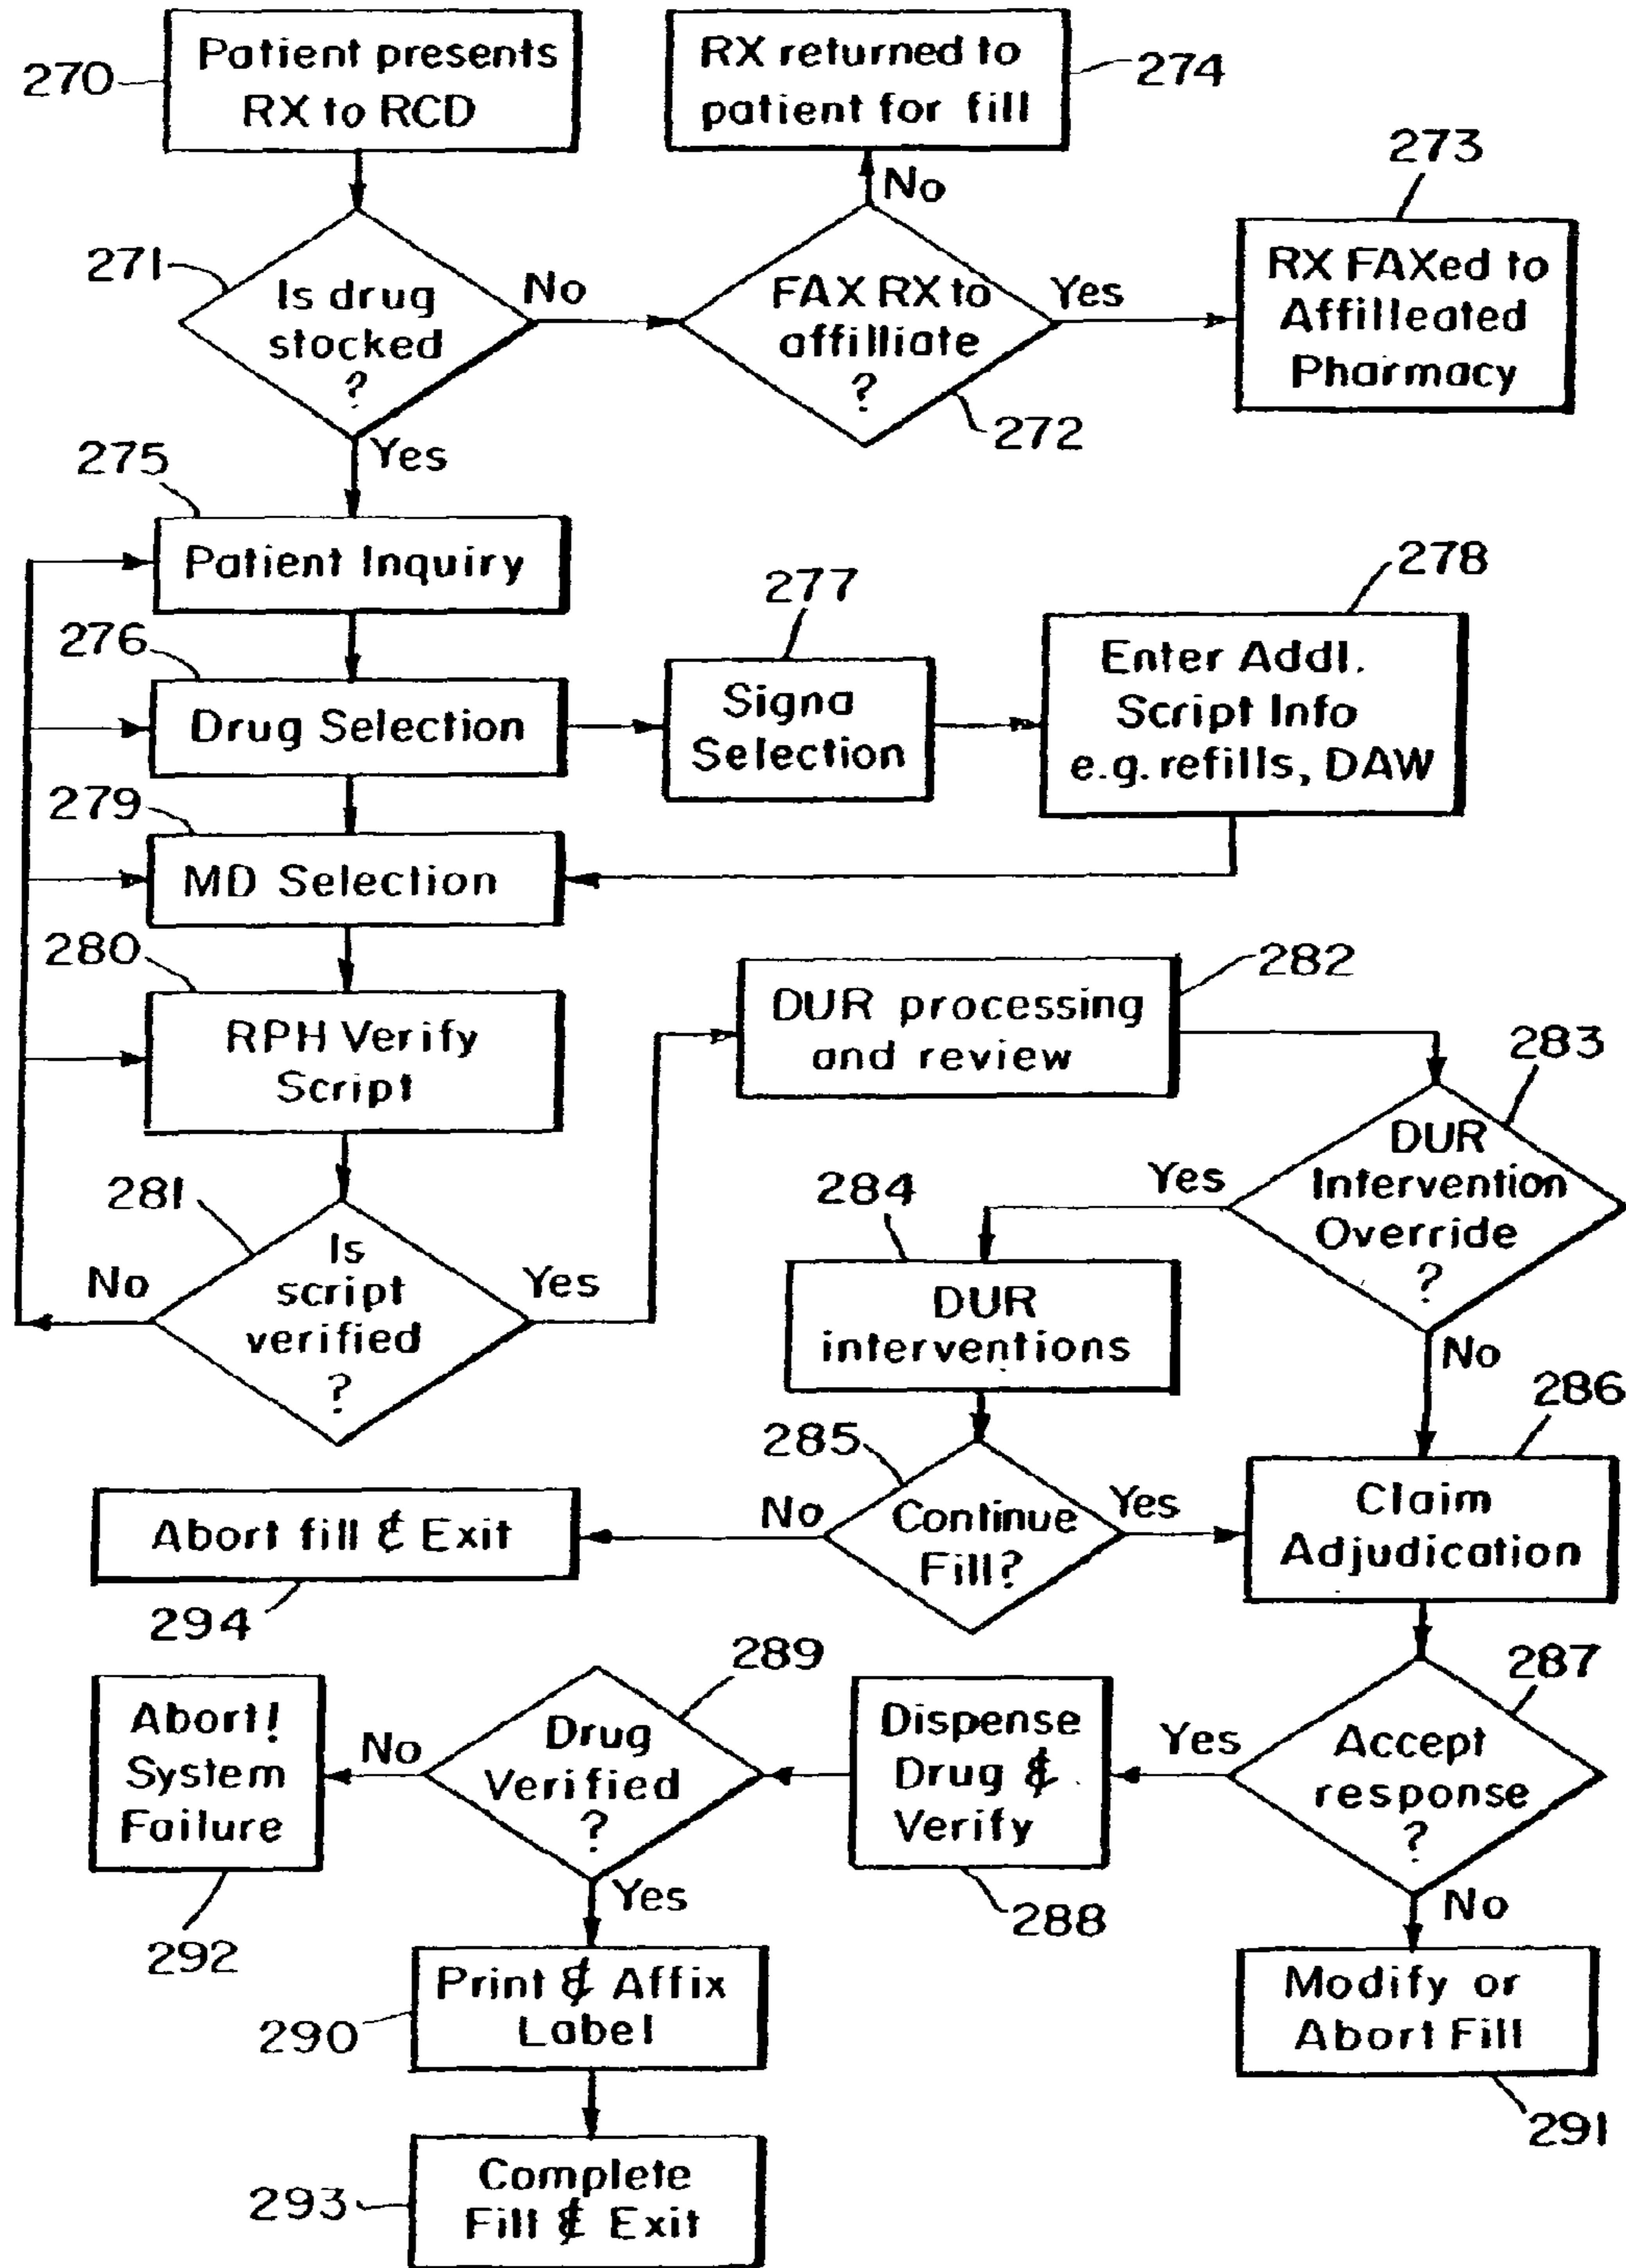 270
Patient presents
RX to RCD
RX returned to
patient for fill
274
273
No
271
Is drug
stocked
?
No
FAX RX to
affilliate
?
Yes
272
RX FAXed to
Affilleated
Pharmacy
Yes
275
Patient Inquiry
276
Drug Selection
277
Signa
Selection
278
Enter Addl.
Script Info
e.g. refills, DAW
279
MD Selection
280
RPH Verify
Script
282
DUR processing
and review
283
DUR
Intervention
Override
?
Yes
No
281
Is
script
verified
?
No
Yes
284
DUR
interventions
285
Continue
Fill?
No
Yes
286
Claim
Adjudication
Abort fill & Exit
294
287
Accept
response
?
Yes
No
Dispense
Drug &
Verify
288
289
Drug
Verified
?
No
Yes
Abort!
System
Failure
292
Print & Affix
Label
290
Modify or
Abort Fill
291
Complete
Fill & Exit
293